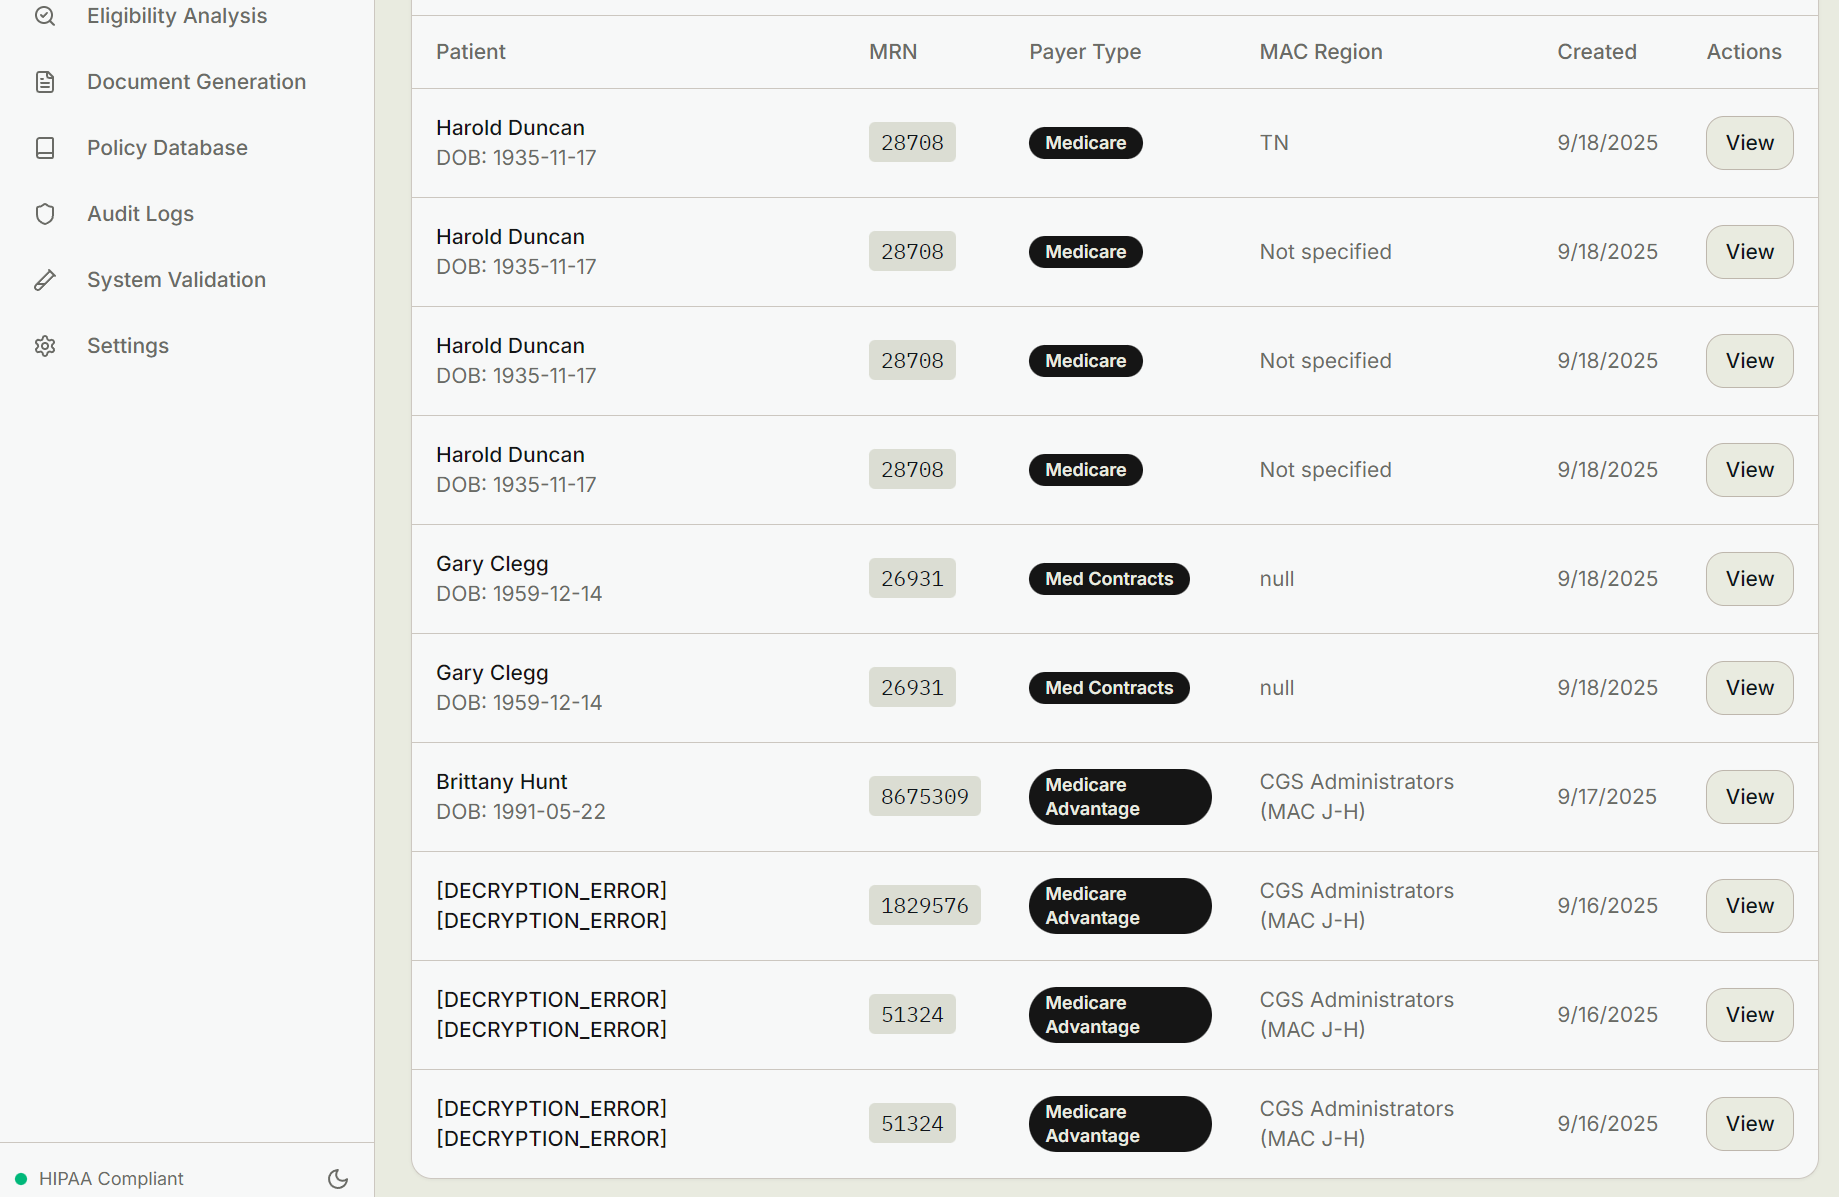 Eligibility Analysis
Document Generation
Policy Database
Audit Logs
System Validation
Settings
HIPAA Compliant
Patient MRN Payer Type MAC Region Created Actions
Harold Duncan
DOB: 1935-11-17
28708 Medicare TN 9/18/2025 View
Harold Duncan
DOB: 1935-11-17
28708 Medicare Not specified 9/18/2025 View
Harold Duncan
DOB: 1935-11-17
28708 Medicare Not specified 9/18/2025 View
Harold Duncan
DOB: 1935-11-17
28708 Medicare Not specified 9/18/2025 View
Gary Clegg
DOB: 1959-12-14
26931 Med Contracts null 9/18/2025 View
Gary Clegg
DOB: 1959-12-14
26931 Med Contracts null 9/18/2025 View
Brittany Hunt
DOB: 1991-05-22
8675309
Medicare
Advantage
CGS Administrators
(MAC J-H)
9/17/2025 View
[DECRYPTION_ERROR]
[DECRYPTION_ERROR]
1829576
Medicare
Advantage
CGS Administrators
(MAC J-H)
9/16/2025 View
[DECRYPTION_ERROR]
[DECRYPTION_ERROR]
51324
Medicare
Advantage
CGS Administrators
(MAC J-H)
9/16/2025 View
[DECRYPTION_ERROR]
[DECRYPTION_ERROR]
51324
Medicare
Advantage
CGS Administrators
(MAC J-H)
9/16/2025 View